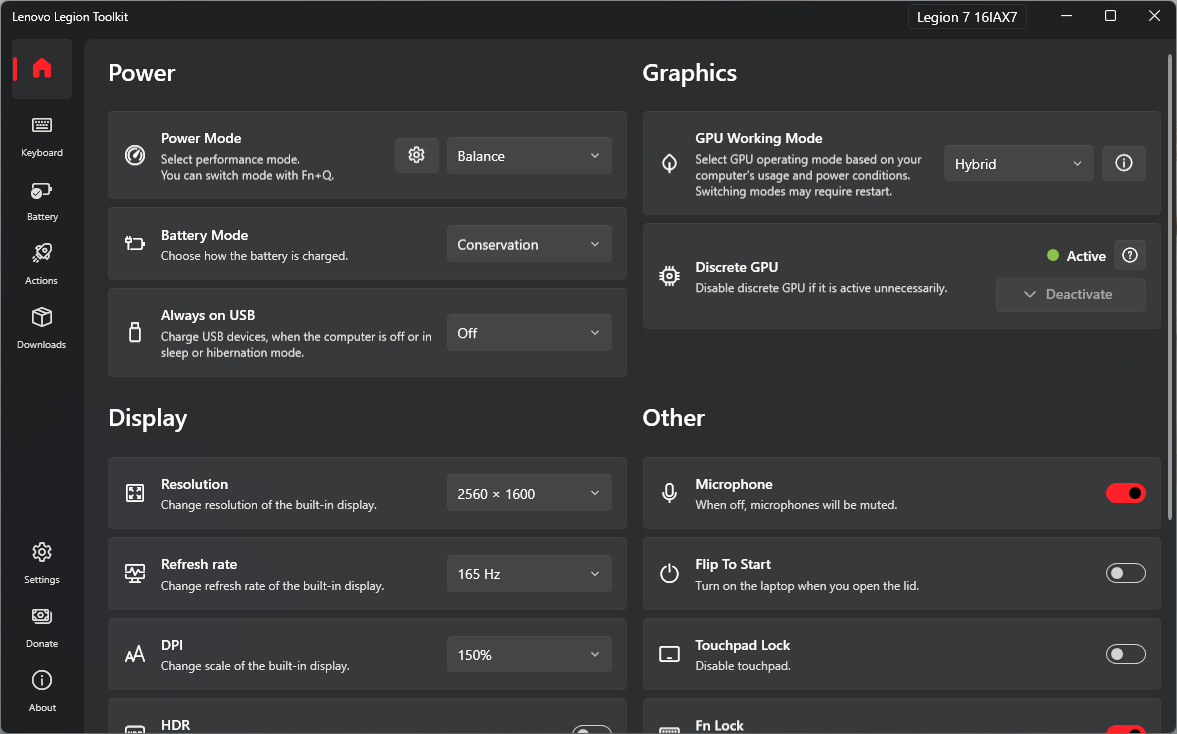 Lenovo Legion Toolkit
Legion 7 16IAX7
Keyboard
Battery
Actions
Downloads
Settings
Donate
About
Power
Power Mode
Select performance mode.
You can switch mode with Fn+Q.
Balance
Battery Mode
Choose how the battery is charged.
Conservation
Always on USB
Charge USB devices, when the computer is off or in
sleep or hibernation mode.
Off
Graphics
GPU Working Mode
Select GPU operating mode based on your
computer's usage and power conditions.
Switching modes may require restart.
Hybrid
Discrete GPU
Disable discrete GPU if it is active unnecessarily.
Active
Deactivate
Display
Resolution
Change resolution of the built-in display.
2560 × 1600
Refresh rate
Change refresh rate of the built-in display.
165 Hz
DPI
Change scale of the built-in display.
150%
HDR
Other
Microphone
When off, microphones will be muted.
Flip To Start
Turn on the laptop when you open the lid.
Touchpad Lock
Disable touchpad.
Fn Lock